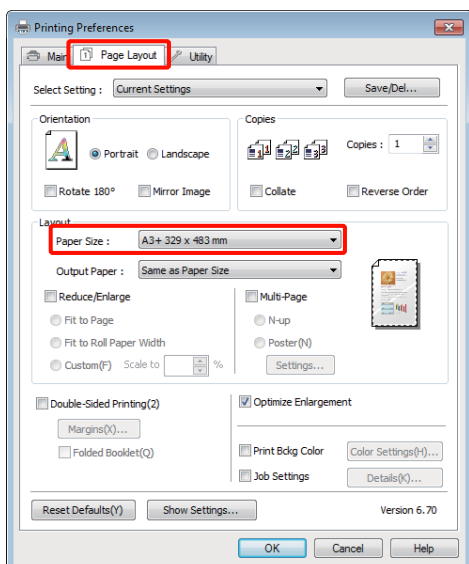 Printing Preferences
Main Page Layout Utility
Select Setting : Current Settings Save/Del...
Orientation Copies
Portrait Landscape Copies : 1
Rotate 180° Mirror Image Collate Reverse Order
Layout
Paper Size : A3+ 329 x 483 mm
Output Paper : Same as Paper Size
Reduce/Enlarge Multi-Page
Fit to Page N-up
Fit to Roll Paper Width Poster(N)
Custom(F) Scale to % Settings...
Double-Sided Printing(2) Optimize Enlargement
Margins(X)...
Folded Booklet(Q) Print Bckg Color Color Settings(H)...
Job Settings Details(K)...
Reset Defaults(Y) Show Settings... Version 6.70
OK Cancel Help